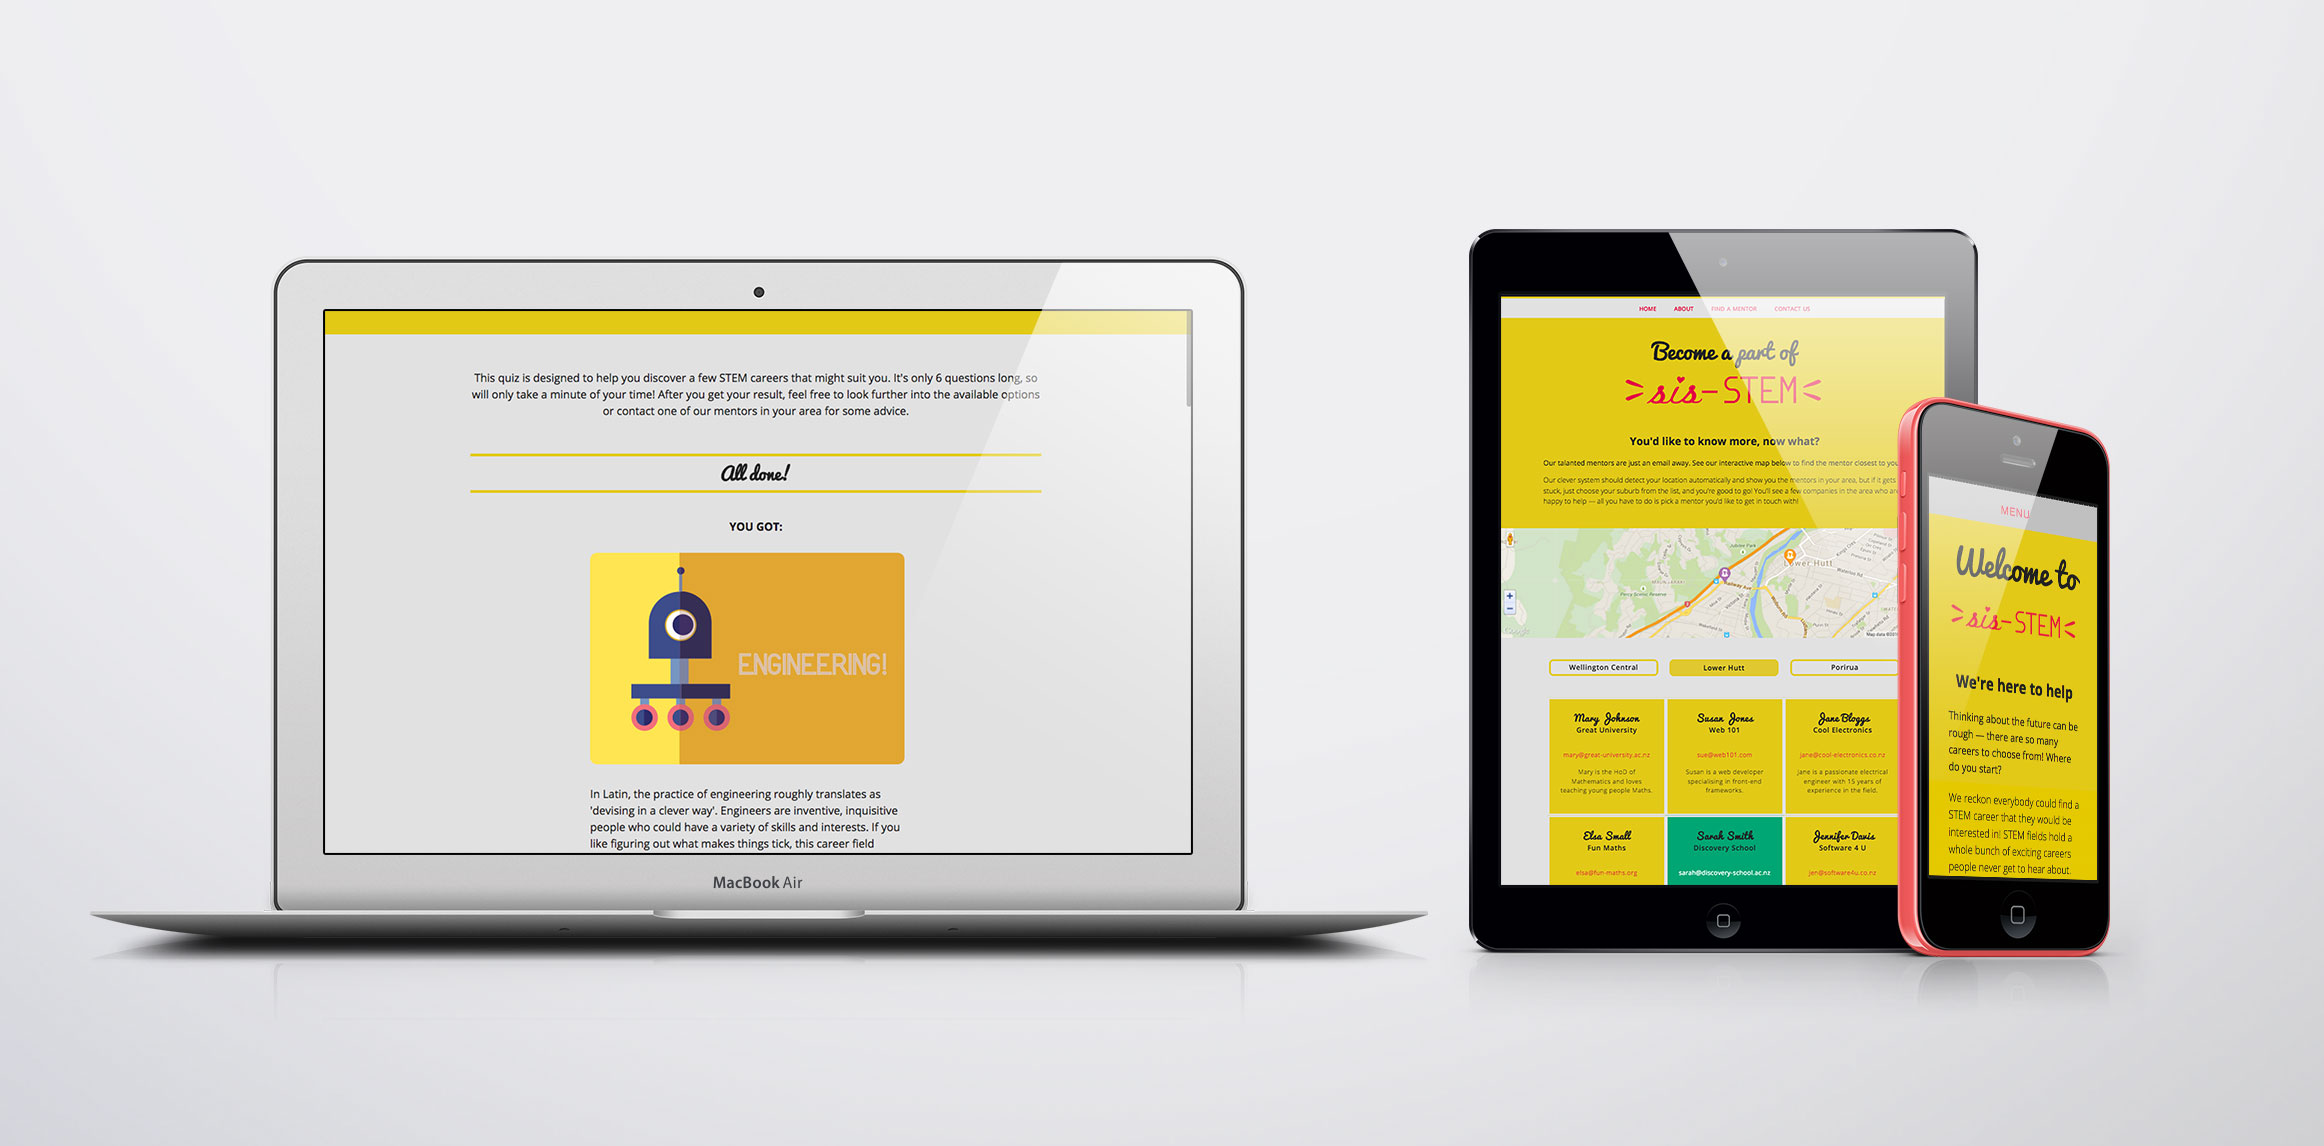 This quiz is designed to help you discover a few STEM careers that might suit you. It's only 6 questions long, so
will only take a minute of your time! After you get your result, feel free to look further into the available options
or contact one of our mentors in your area for some advice.
All done!
YOU GOT:
ENGINEERING!
In Latin, the practice of engineering roughly translates as
'devising in a clever way'. Engineers are inventive, inquisitive
people who could have a variety of skills and interests. If you
like figuring out what makes things tick, this career field
MacBook Air
HOME ABOUT FIND A MENTOR CONTACT US
Become a part of
sis-STEM
You'd like to know more, now what?
Our talanted mentors are just an email away. See our interactive map below to find the mentor closest to you
Our clever system should detect your location automatically and show you the mentors in your area, but if it gets
stuck, just choose your suburb from the list, and you're good to go! You'll see a few companies in the area who are
happy to help — all you have to do is pick a mentor you'd like to get in touch with!
Lower Hutt
Railway Ave
Percy Scenic Reserve
Map data
Wellington Central
Lower Hutt
Porirua
Mary Johnson
Great University
mary@great-university.ac.nz
Mary is the HoD of
Mathematics and loves
teaching young people Maths.
Susan Jones
Web 101
sue@web101.com
Susan is a web developer
specialising in front-end
frameworks.
Jane Bloggs
Cool Electronics
jane@cool-electronics.co.nz
Jane is a passionate electrical
engineer with 15 years of
experience in the field.
Elsa Small
Fun Maths
elsa@fun-maths.org
Sarah Smith
Discovery School
sarah@discovery-school.ac.nz
Jennifer Davis
Software 4 U
jen@software4u.co.nz
MENU
Welcome to
sis-STEM
We're here to help
Thinking about the future can be
rough — there are so many
careers to choose from! Where
do you start?
We reckon everybody could find a
STEM career that they would be
interested in! STEM fields hold a
whole bunch of exciting careers
people never get to hear about.